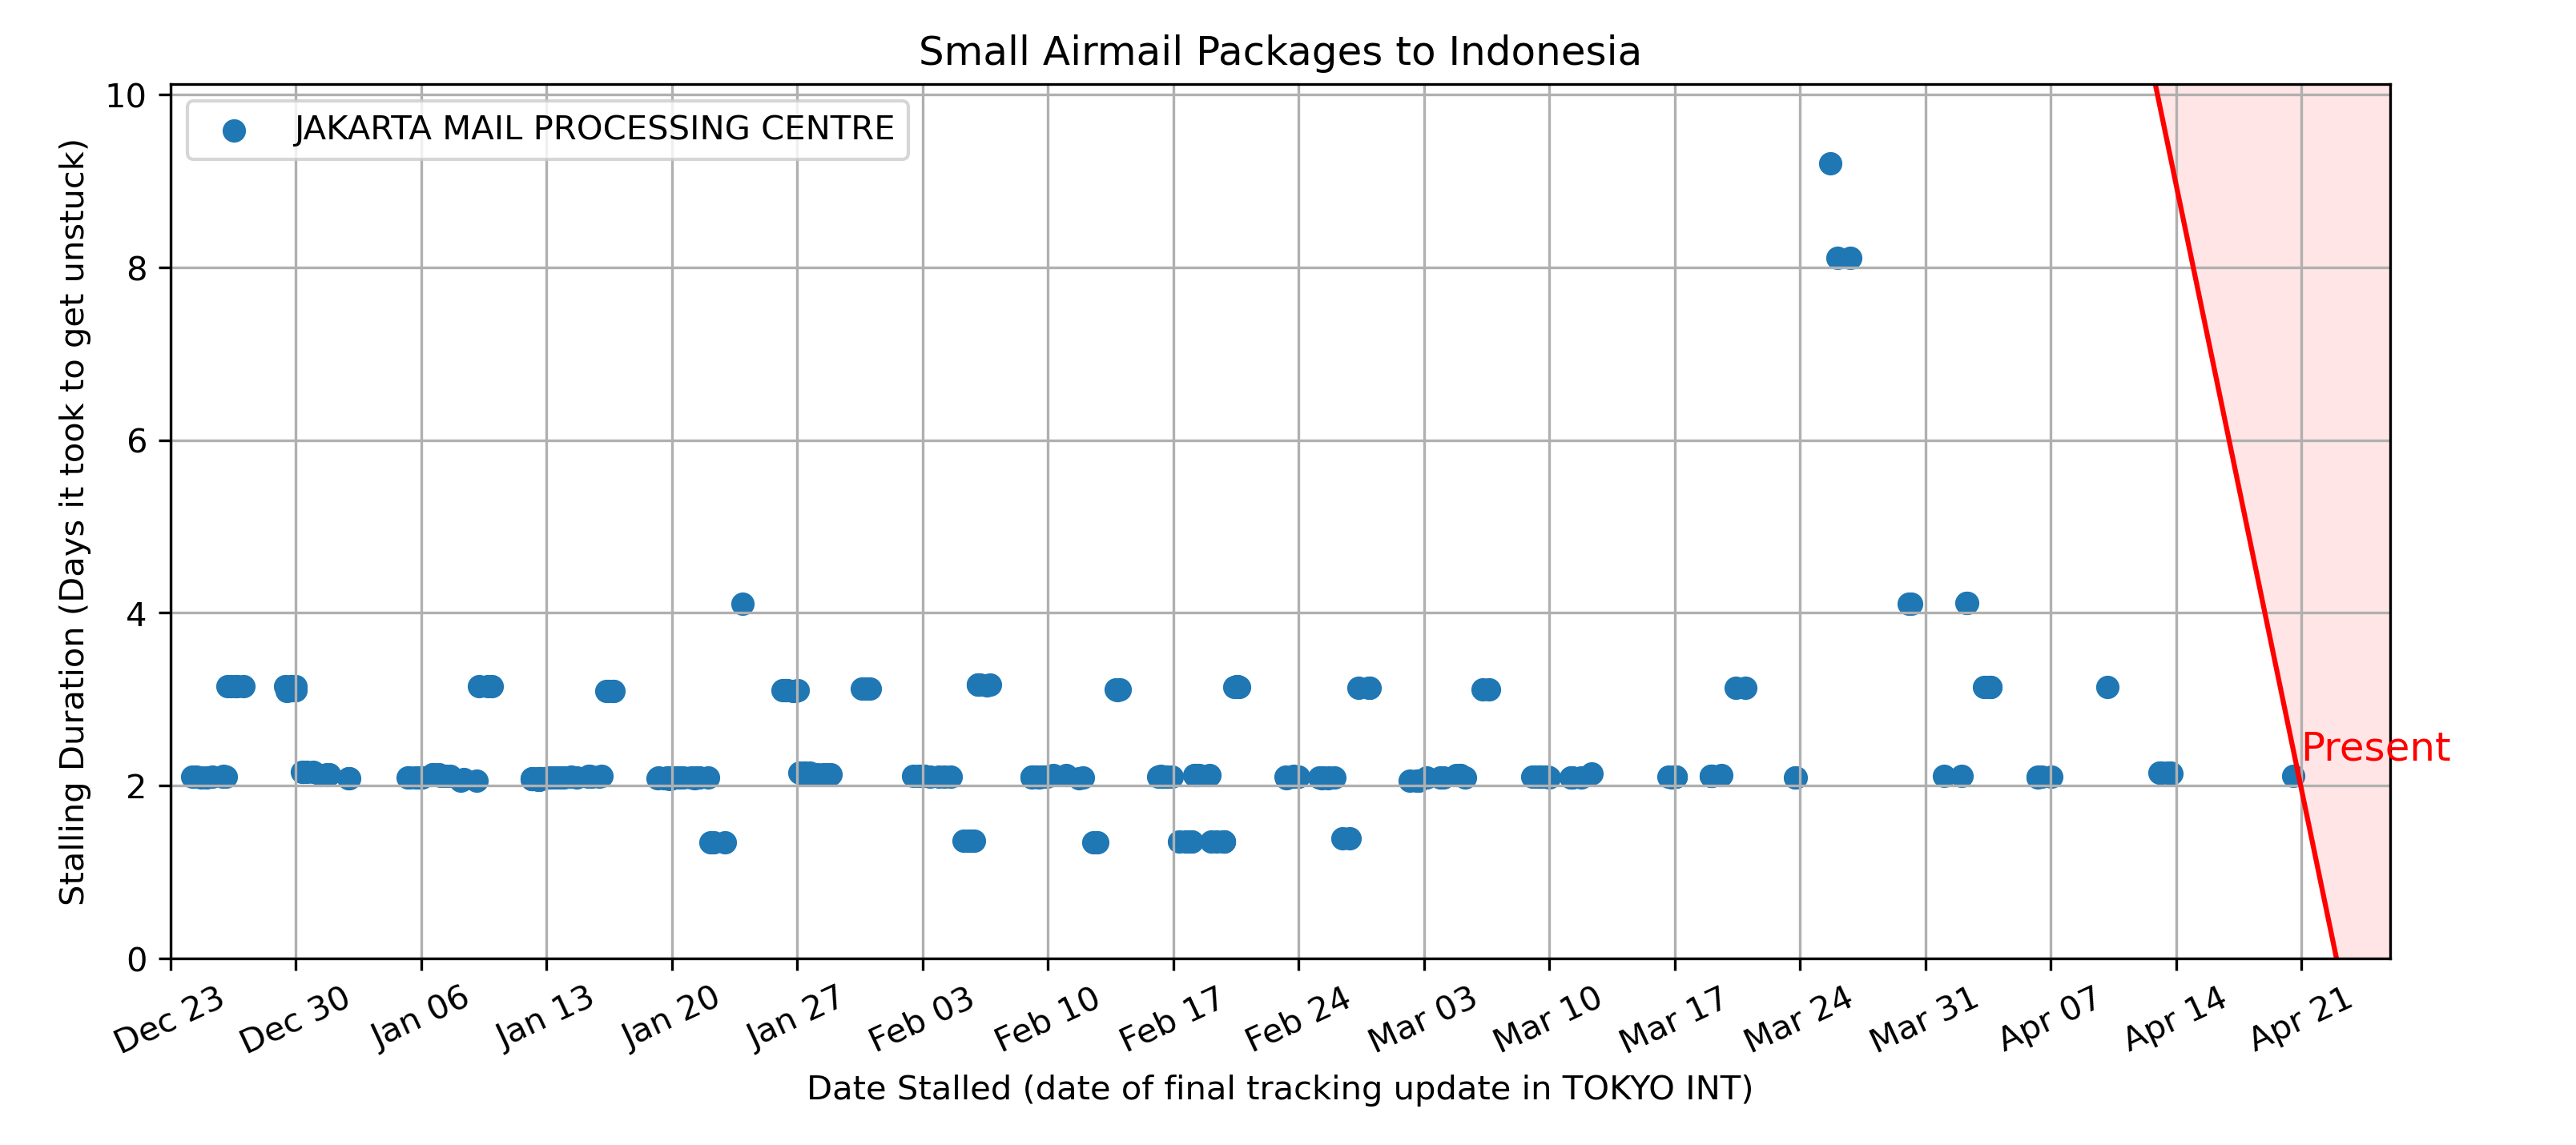 Small Airmail Packages to Indonesia
JAKARTA MAIL PROCESSING CENTRE
Stalling Duration (Days it took to get unstuck)
10
8
6
4
2
0
Present
Dec 23
Dec 30
Jan 06
Jan 13
Jan 20
Jan 27
Feb 03
Feb 10
Feb 17
Feb 24
Mar 03
Mar 10
Mar 17
Mar 24
Mar 31
Apr 07
Apr 14
Apr 21
Date Stalled (date of final tracking update in TOKYO INT)